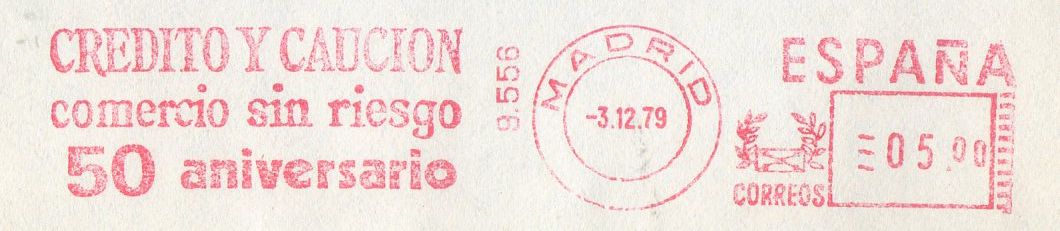 CREDITO Y CAUCION
comercio sin riesgo
50 aniversario
9.556
MADRID
-3.12.79
ESPAÑA
CORREOS
≡05.00